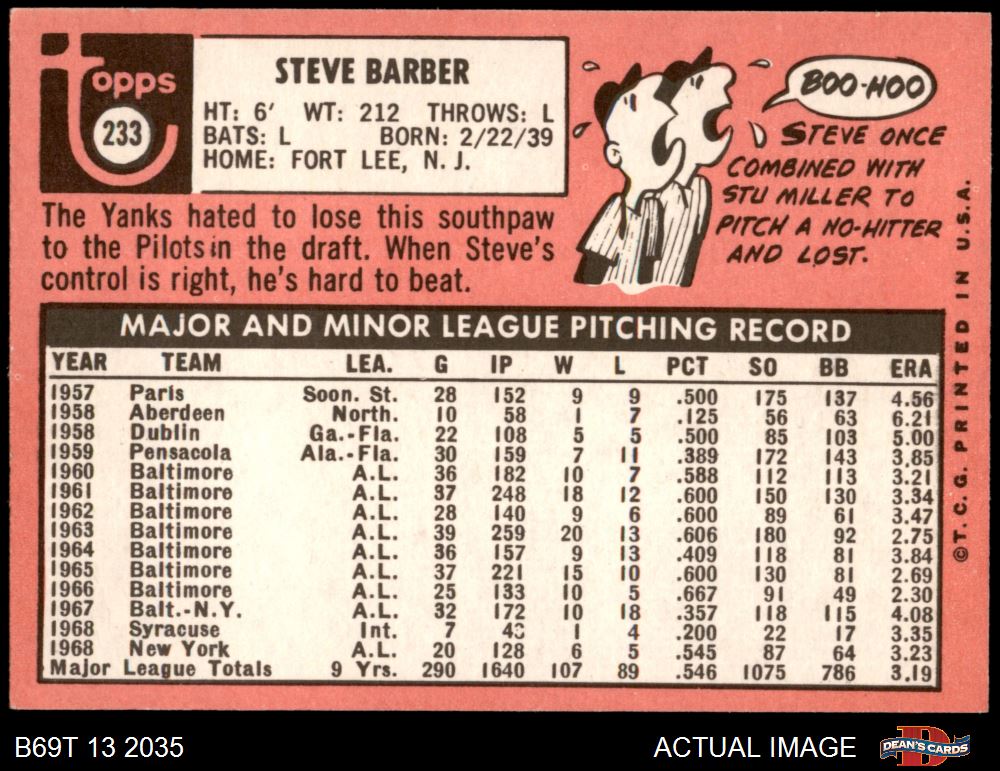 topps
233
STEVE BARBER
HT: 6' WT: 212 THROWS: L
BATS: L BORN: 2/22/39
HOME: FORT LEE, N. J.
The Yanks hated to lose this southpaw
to the Pilots in the draft. When Steve's
control is right, he's hard to beat.
BOO-HOO
STEVE ONCE
COMBINED WITH
STU MILLER TO
PITCH A NO-HITTER
AND LOST.
MAJOR AND MINOR LEAGUE PITCHING RECORD
YEAR TEAM LEA. G IP W L PCT SO BB ERA
1957 Paris Soon. St. 28 152 9 9 .500 175 137 4.56
1958 Aberdeen North. 10 58 1 7 .125 56 63 6.21
1958 Dublin Ga.-Fla. 22 108 5 5 .500 85 103 5.00
1959 Pensacola Ala.-Fla. 30 159 7 11 .389 172 143 3.85
1960 Baltimore A.L. 36 182 10 7 .588 112 113 3.21
1961 Baltimore A.L. 37 248 18 12 .600 150 130 3.34
1962 Baltimore A.L. 28 140 9 6 .600 89 61 3.47
1963 Baltimore A.L. 39 259 20 13 .606 180 92 2.75
1964 Baltimore A.L. 36 157 9 13 .409 118 81 3.84
1965 Baltimore A.L. 37 221 15 10 .600 130 81 2.69
1966 Baltimore A.L. 25 133 10 5 .667 91 49 2.30
1967 Balt.-N.Y. A.L. 32 172 10 18 .357 118 115 4.08
1968 Syracuse Int. 7 1 4 .200 22 17 3.35
1968 New York A.L. 20 128 6 5 .545 87 64 3.23
Major League Totals 9 Yrs. 290 1640 107 89 .546 1075 786 3.19
©T. C. G. PRINTED IN U.S.A.
B69T 13 2035
ACTUAL IMAGE
DEAN'S CARDS